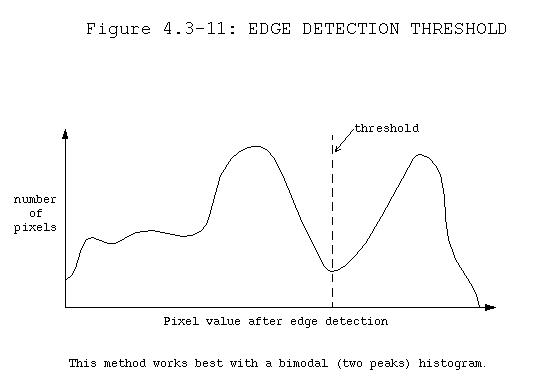 Figure 4.3-11: EDGE DETECTION THRESHOLD
threshold
number
of
pixels
Pixel value after edge detection
This method works best with a bimodal (two peaks) histogram.